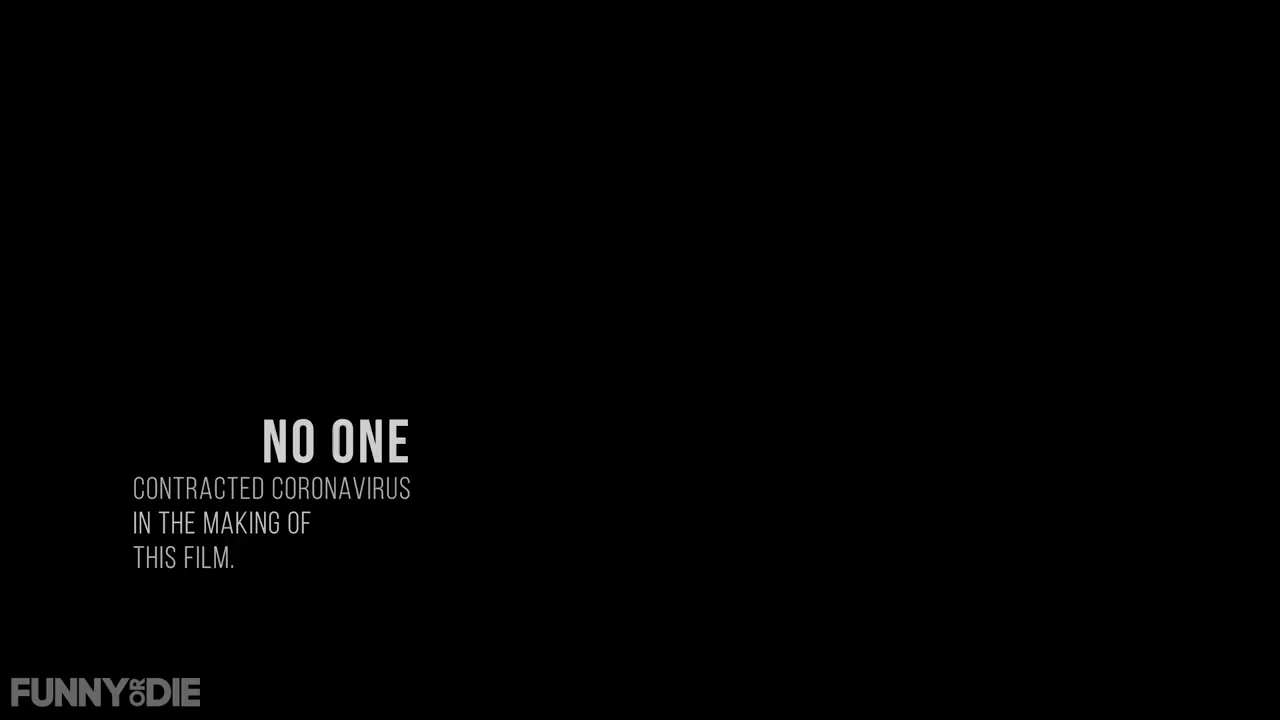 NO ONE
CONTRACTED CORONAVIRUS
IN THE MAKING OF
THIS FILM.
FUNNY OR DIE